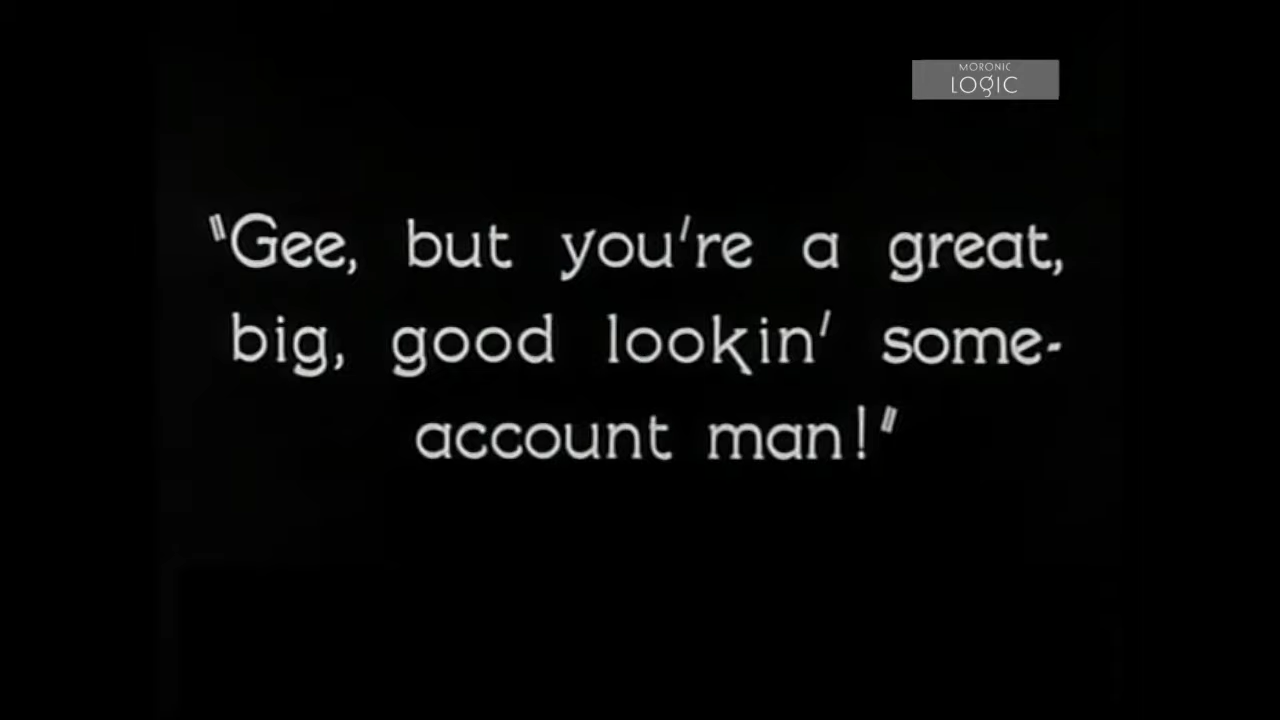 MORONIC
LOGIC
"Gee, but you're a great,
big, good lookin' some-
account man!"